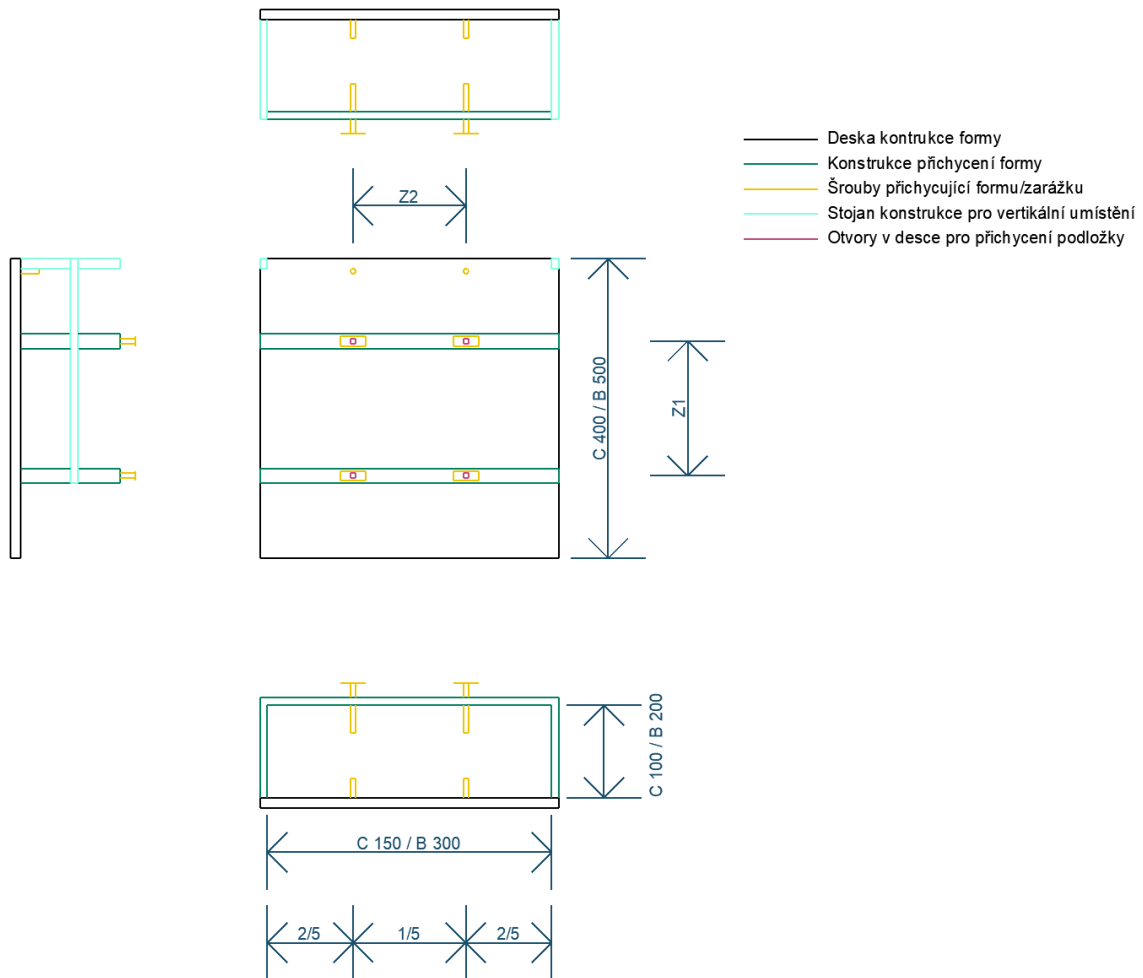 Deska kontrukce formy
Konstrukce přichycení formy
Šrouby přichycující formu/zarážku
Stojan konstrukce pro vertikální umístění
Otvory v desce pro přichycení podložky
Z2
C 400 / B 500
Z1
C 100 / B 200
C 150 / B 300
2/5
1/5
2/5